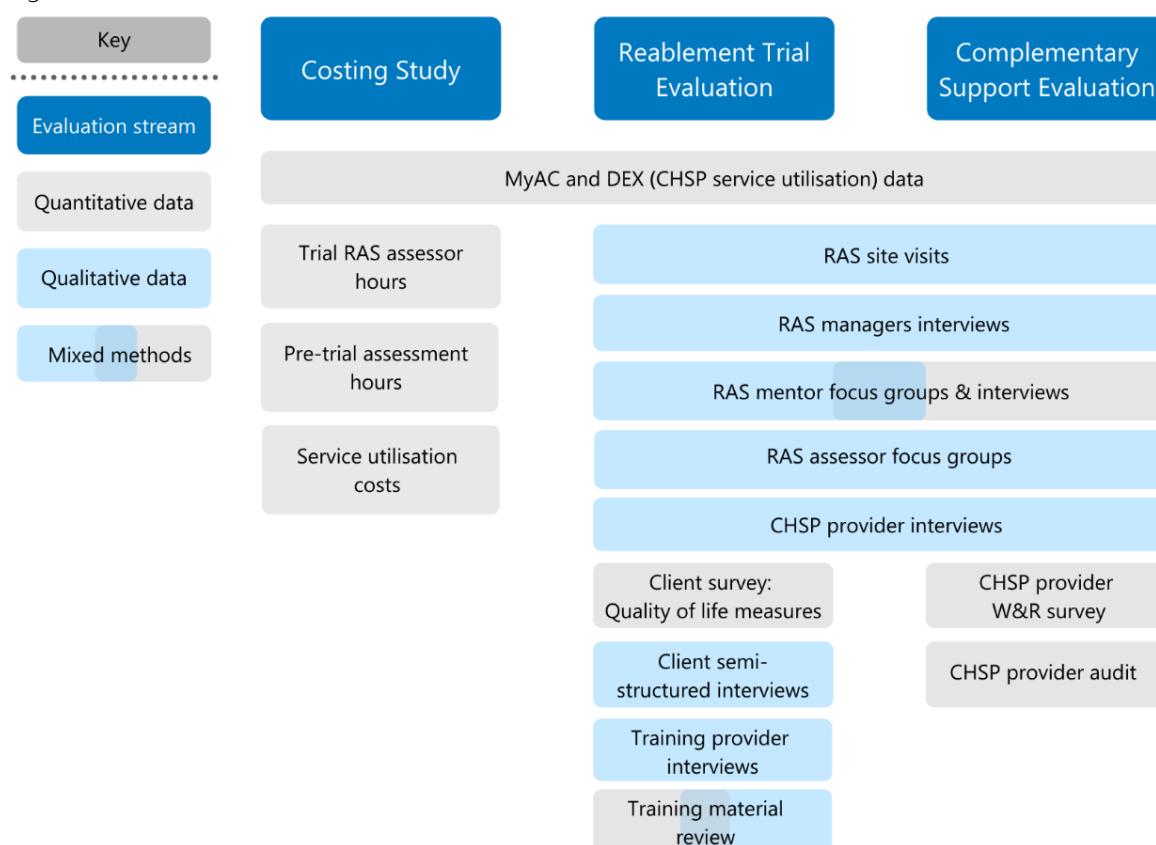 Key
Evaluation stream
Quantitative data
Qualitative data
Mixed methods
Costing Study
Reablement Trial
Evaluation
Complementary
Support Evaluation
MyAC and DEX (CHSP service utilisation) data
Trial RAS assessor
hours
Pre-trial assessment
hours
Service utilisation
costs
RAS site visits
RAS managers interviews
RAS mentor focus groups & interviews
RAS assessor focus groups
CHSP provider interviews
Client survey:
Quality of life measures
CHSP provider
W&R survey
Client semi-
structured interviews
CHSP provider audit
Training provider
interviews
Training material
review